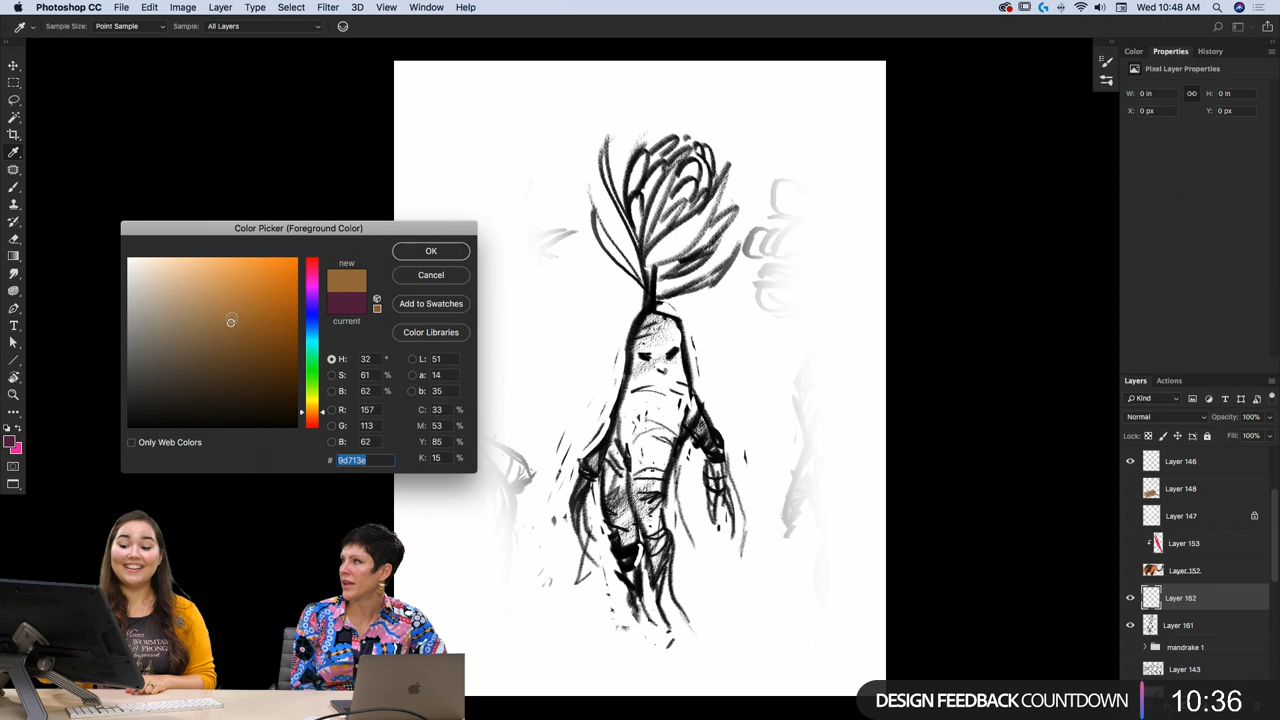 Photoshop CC File Edit Image Layer Type Select Filter 3D View Window Help Wed 10:48 AM
Sample Size: Point Sample Sample: All Layers
Color Properties History
Pixel Layer Properties
W: 0 in H: 0 in
X: 0 px Y: 0 px
Color Picker (Foreground Color)
new
current
OK
Cancel
Add to Swatches
Color Libraries
H: 32 ° L: 51
S: 61 % a: 14
B: 62 % b: 35
R: 157 C: 33 %
G: 113 M: 53 %
B: 62 Y: 85 %
# 9d713e K: 15 %
Only Web Colors
Layers Actions
Kind
Normal Opacity: 100%
Lock: Fill: 100%
Layer 146
Layer 148
Layer 147
Layer 153
Layer 152
Layer 162
Layer 161
mandrake 1
Layer 143
WORMTAIL
& PRONG
DESIGN FEEDBACK COUNTDOWN 10:36